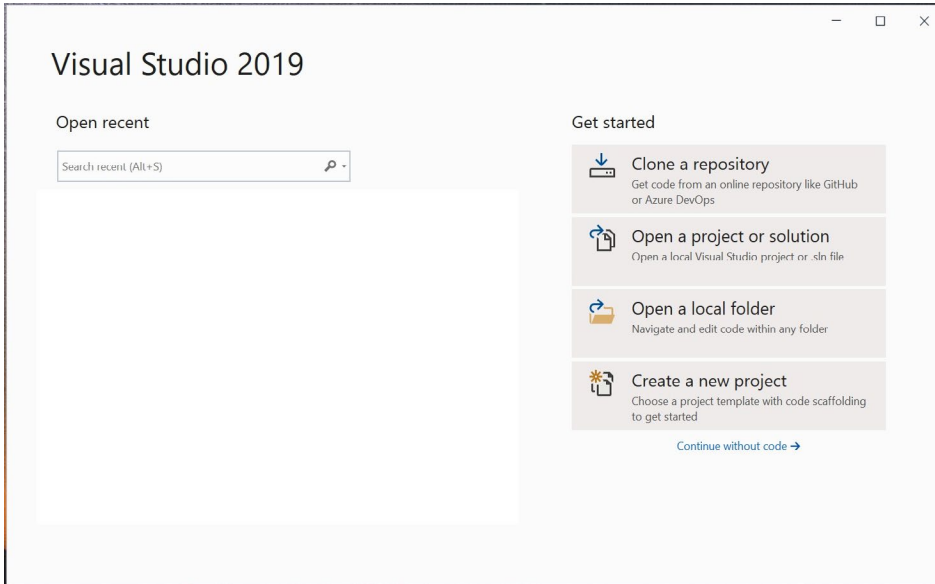 Visual Studio 2019
Open recent
Search recent (Alt+S)
Get started
Clone a repository
Get code from an online repository like GitHub
or Azure DevOps
Open a project or solution
Open a local Visual Studio project or .sln file
Open a local folder
Navigate and edit code within any folder
Create a new project
Choose a project template with code scaffolding
to get started
Continue without code →